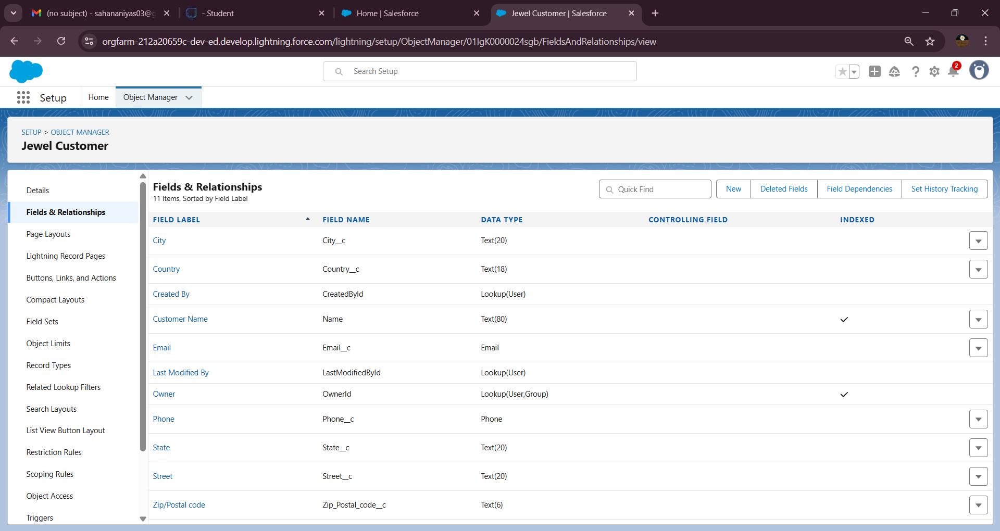 (no subject) - sahananiyas03@g
- Student
Home | Salesforce
Jewel Customer | Salesforce
orgfarm-212a20659c-dev-ed.develop.lightning.force.com/lightning/setup/ObjectManager/01IgK0000024sgb/FieldsAndRelationships/view
Search Setup
2
Setup
Home
Object Manager
SETUP > OBJECT MANAGER
Jewel Customer
Details
Fields & Relationships
Page Layouts
Lightning Record Pages
Buttons, Links, and Actions
Compact Layouts
Field Sets
Object Limits
Record Types
Related Lookup Filters
Search Layouts
List View Button Layout
Restriction Rules
Scoping Rules
Object Access
Triggers
Fields & Relationships
11 Items, Sorted by Field Label
Quick Find
New
Deleted Fields
Field Dependencies
Set History Tracking
FIELD LABEL FIELD NAME DATA TYPE CONTROLLING FIELD INDEXED
City City__c Text(20)
Country Country__c Text(18)
Created By CreatedById Lookup(User)
Customer Name Name Text(80)
Email Email__c Email
Last Modified By LastModifiedById Lookup(User)
Owner OwnerId Lookup(User,Group)
Phone Phone__c Phone
State State__c Text(20)
Street Street__c Text(20)
Zip/Postal code Zip_Postal_code__c Text(6)